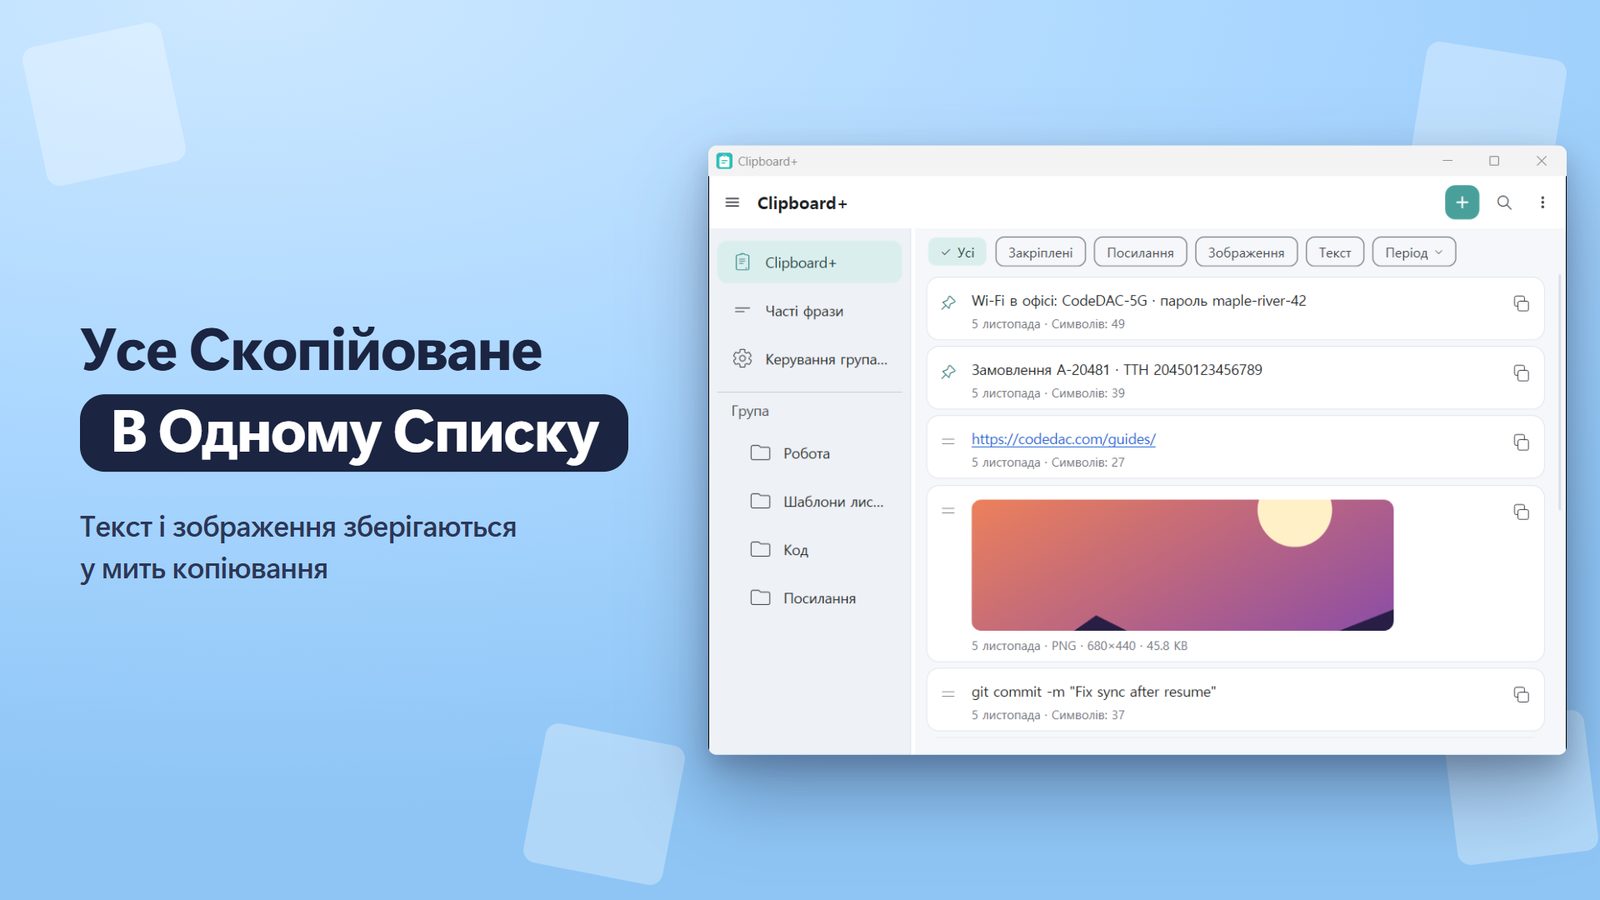 Усе Скопійоване
В Одному Списку
Текст і зображення зберігаються
у мить копіювання
Clipboard+
Clipboard+
Clipboard+
Часті фрази
Керування група...
Група
Робота
Шаблони лис...
Код
Посилання
Усі
Закріплені
Посилання
Зображення
Текст
Період
Wi-Fi в офісі: CodeDAC-5G · пароль maple-river-42
5 листопада · Символів: 49
Замовлення А-20481 · ТТН 20450123456789
5 листопада · Символів: 39
https://codedac.com/guides/
5 листопада · Символів: 27
5 листопада · PNG · 680×440 · 45.8 KB
git commit -m "Fix sync after resume"
5 листопада · Символів: 37